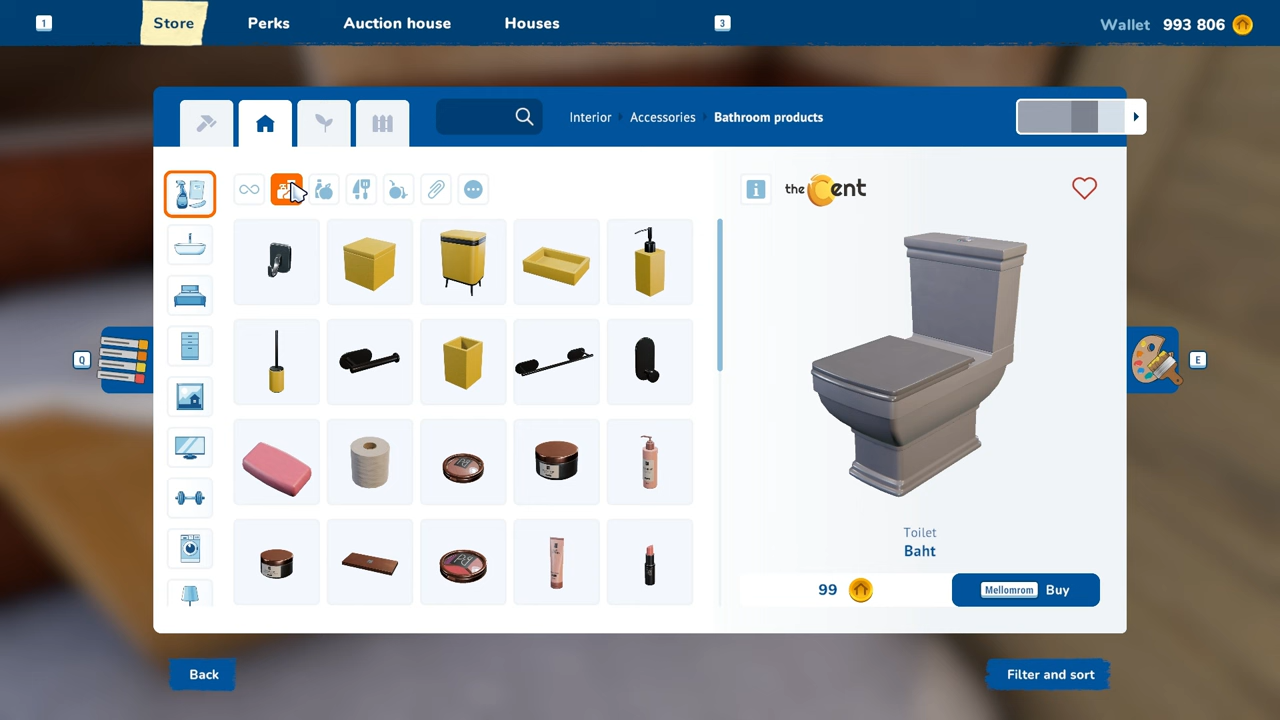 1
Store
Perks
Auction house
Houses
3
Wallet 993 806
Interior
Accessories
Bathroom products
the Cent
Q
E
Toilet
Baht
99
Mellomrom Buy
Back
Filter and sort